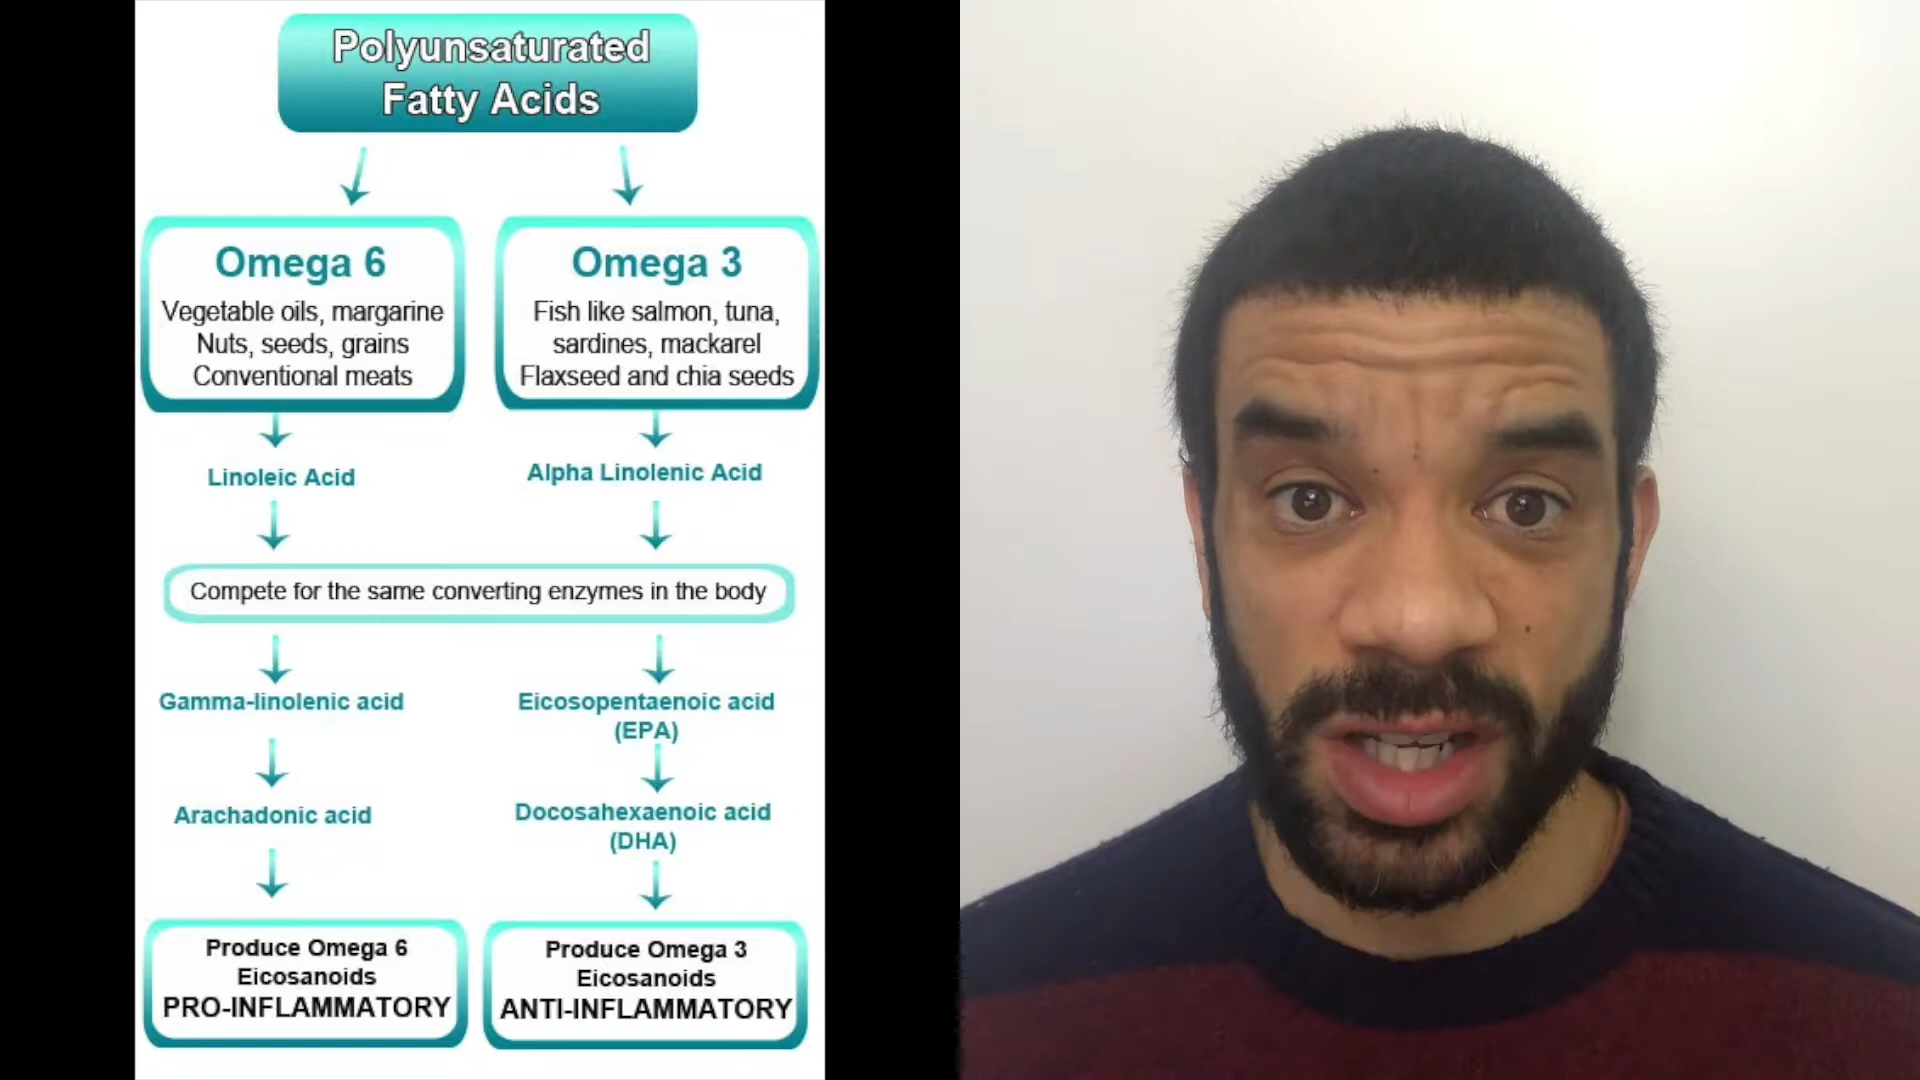 Polyunsaturated
Fatty Acids
Omega 6
Vegetable oils, margarine
Nuts, seeds, grains
Conventional meats
Omega 3
Fish like salmon, tuna,
sardines, mackarel
Flaxseed and chia seeds
Linoleic Acid
Alpha Linolenic Acid
Compete for the same converting enzymes in the body
Gamma-linolenic acid
Eicosopentaenoic acid
(EPA)
Arachadonic acid
Docosahexaenoic acid
(DHA)
Produce Omega 6
Eicosanoids
PRO-INFLAMMATORY
Produce Omega 3
Eicosanoids
ANTI-INFLAMMATORY